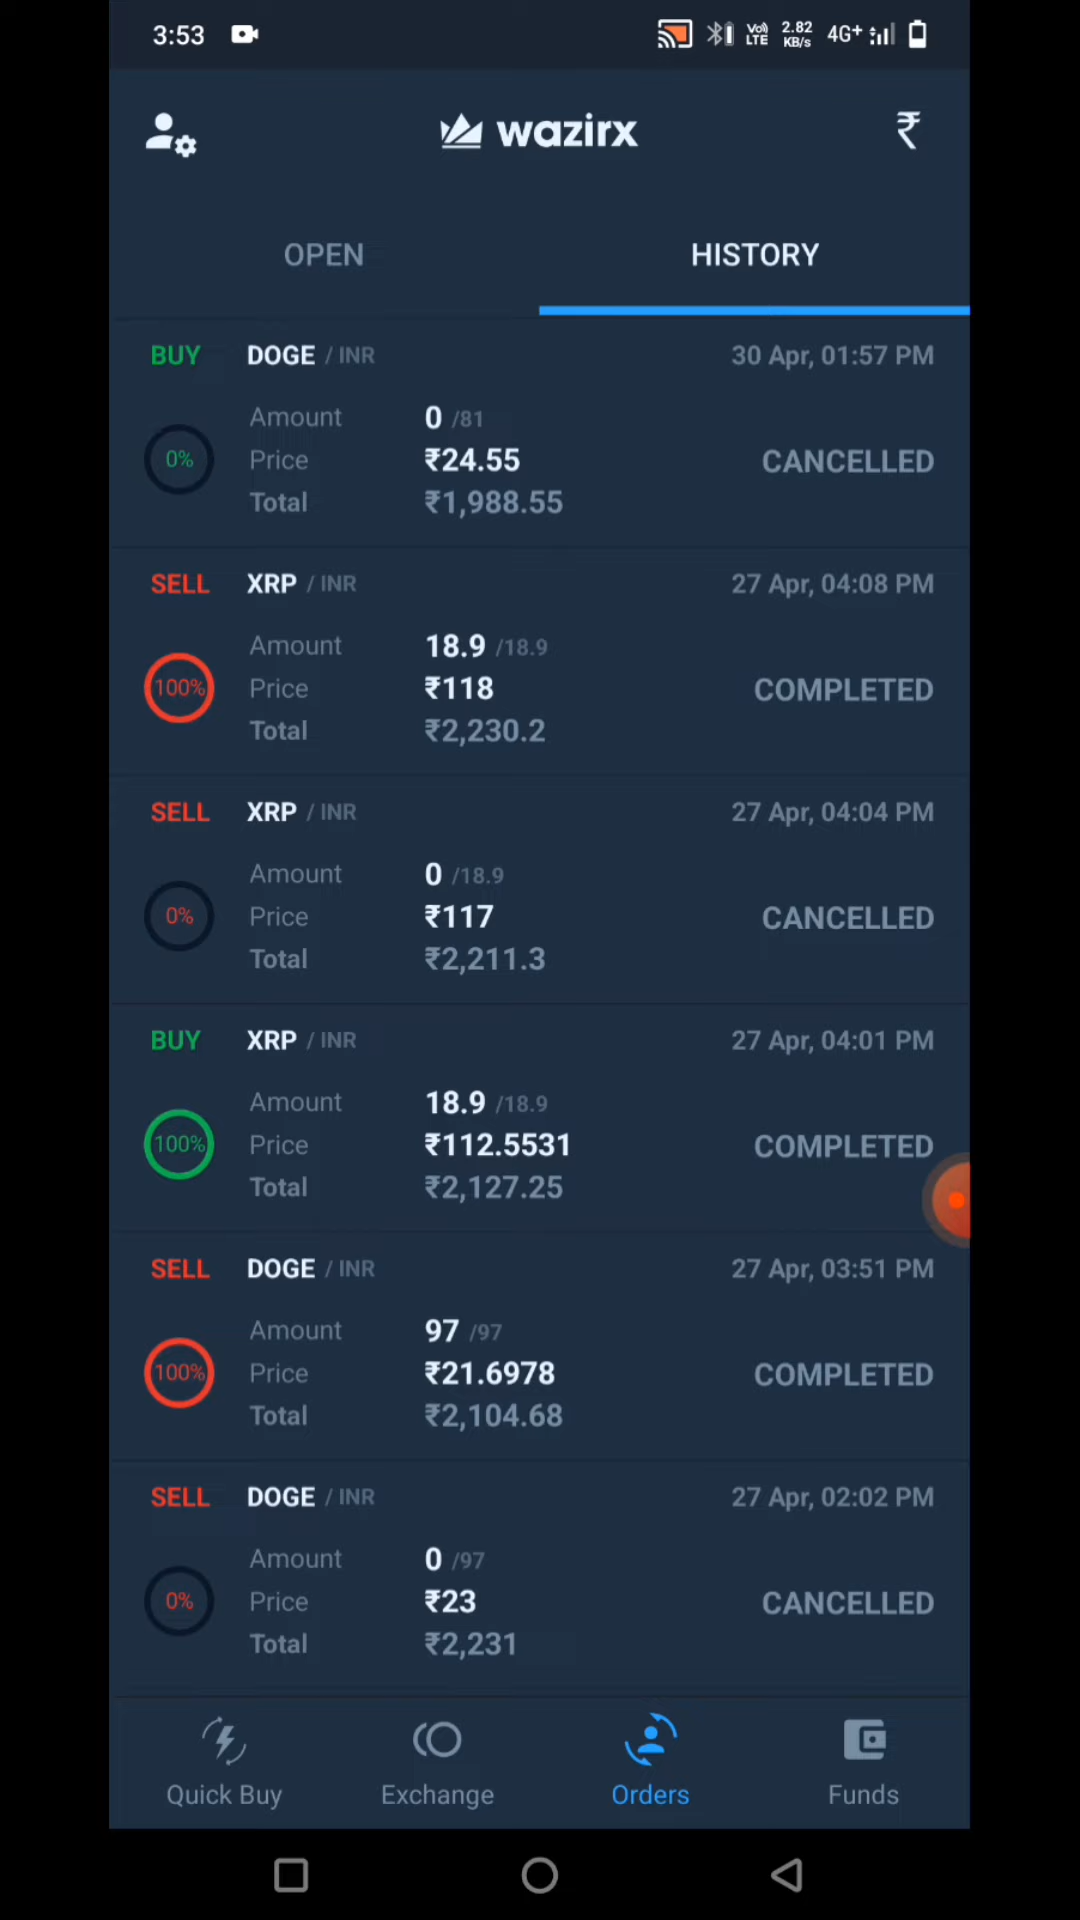 3:53 VoLTE 2.82 KB/s 4G+
wazirx ₹
OPEN HISTORY
BUY DOGE / INR 30 Apr, 01:57 PM
Amount 0 /81
0% Price ₹24.55 CANCELLED
Total ₹1,988.55
SELL XRP / INR 27 Apr, 04:08 PM
Amount 18.9 /18.9
100% Price ₹118 COMPLETED
Total ₹2,230.2
SELL XRP / INR 27 Apr, 04:04 PM
Amount 0 /18.9
0% Price ₹117 CANCELLED
Total ₹2,211.3
BUY XRP / INR 27 Apr, 04:01 PM
Amount 18.9 /18.9
100% Price ₹112.5531 COMPLETED
Total ₹2,127.25
SELL DOGE / INR 27 Apr, 03:51 PM
Amount 97 /97
100% Price ₹21.6978 COMPLETED
Total ₹2,104.68
SELL DOGE / INR 27 Apr, 02:02 PM
Amount 0 /97
0% Price ₹23 CANCELLED
Total ₹2,231
Quick Buy Exchange Orders Funds